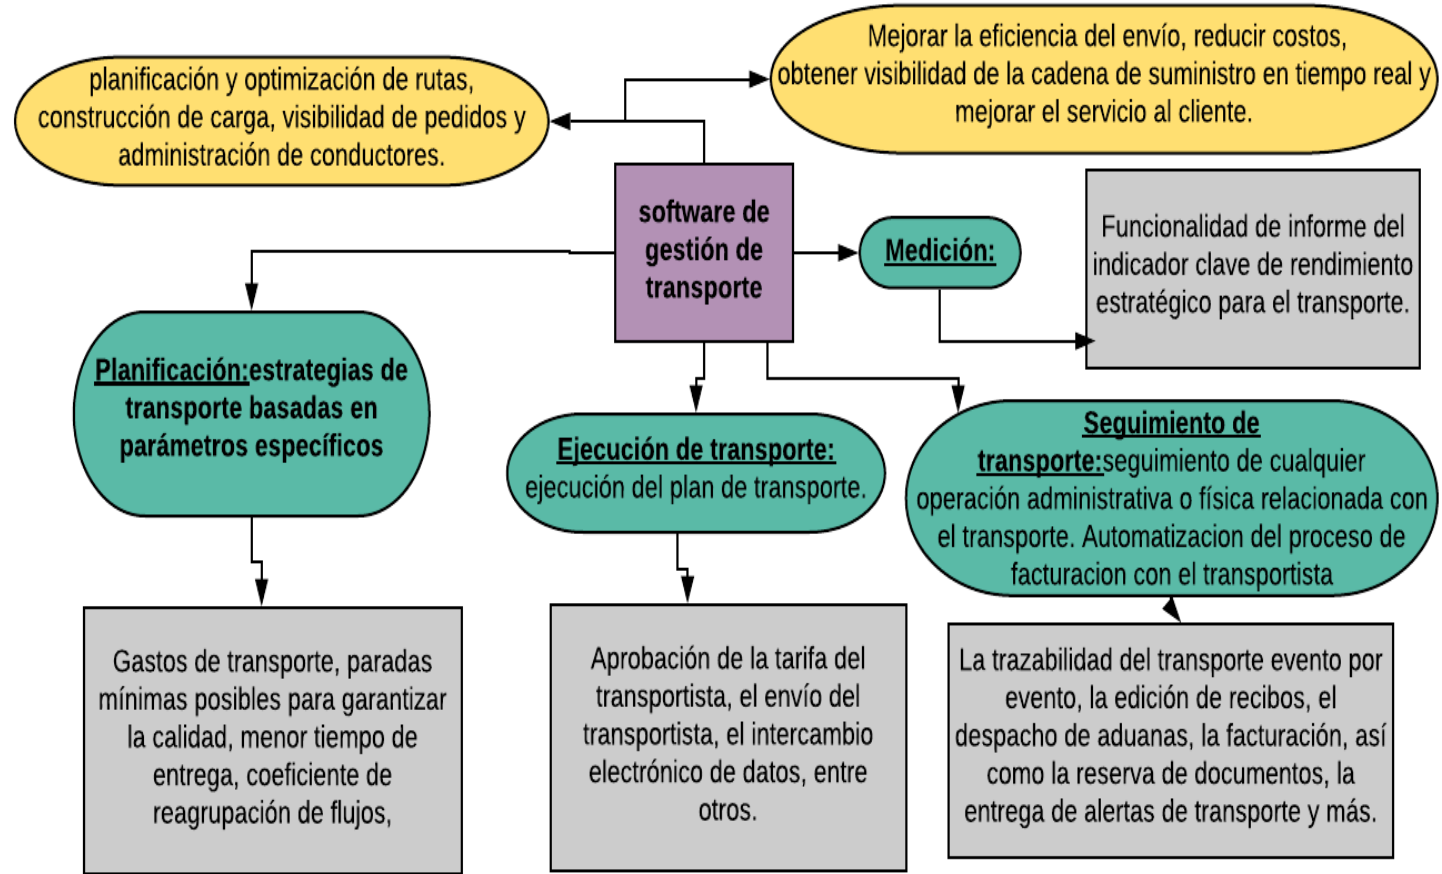 planificación y optimización de rutas,
construcción de carga, visibilidad de pedidos y
administración de conductores.
Mejorar la eficiencia del envío, reducir costos,
obtener visibilidad de la cadena de suministro en tiempo real y
mejorar el servicio al cliente.
software de
gestión de
transporte
Medición:
Funcionalidad de informe del
indicador clave de rendimiento
estratégico para el transporte.
Planificación:estrategias de
transporte basadas en
parámetros específicos
Ejecución de transporte:
ejecución del plan de transporte.
Seguimiento de
transporte:seguimiento de cualquier
operación administrativa o física relacionada con
el transporte. Automatizacion del proceso de
facturacion con el transportista
Gastos de transporte, paradas
mínimas posibles para garantizar
la calidad, menor tiempo de
entrega, coeficiente de
reagrupación de flujos,
Aprobación de la tarifa del
transportista, el envío del
transportista, el intercambio
electrónico de datos, entre
otros.
La trazabilidad del transporte evento por
evento, la edición de recibos, el
despacho de aduanas, la facturación, así
como la reserva de documentos, la
entrega de alertas de transporte y más.